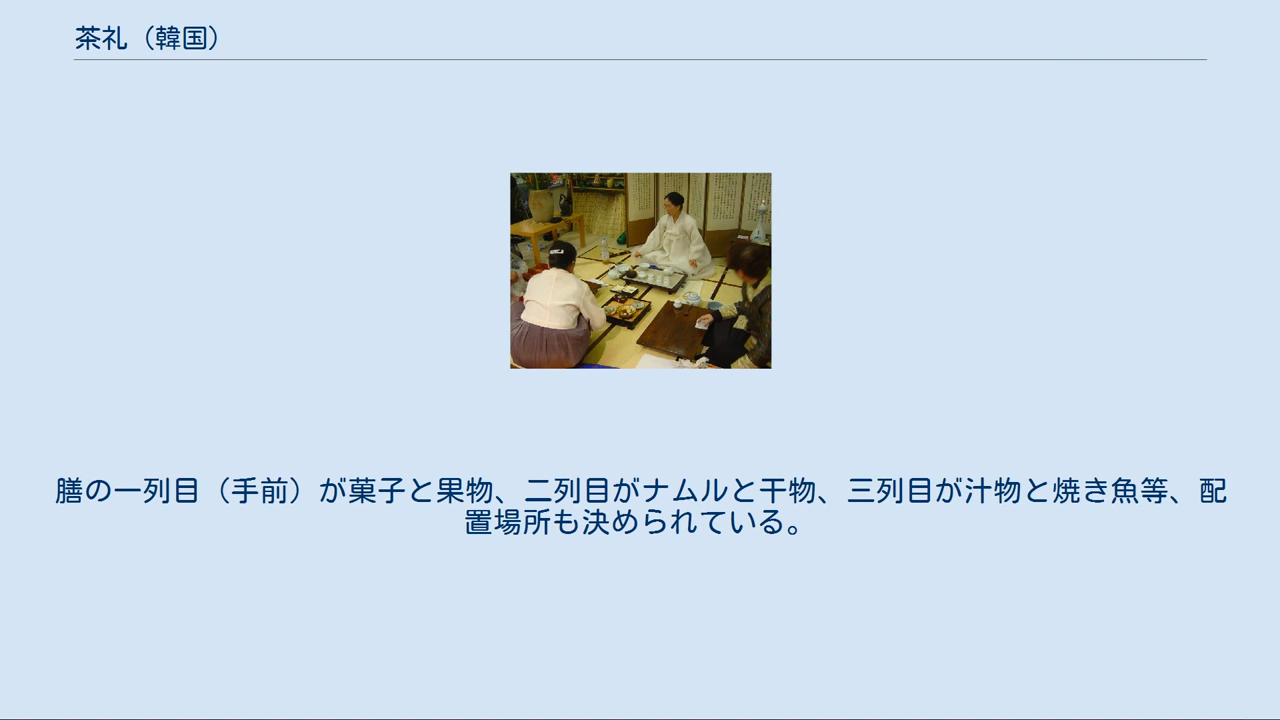 茶礼（韓国）
膳の一列目（手前）が菓子と果物、二列目がナムルと干物、三列目が汁物と焼き魚等、配
置場所も決められている。